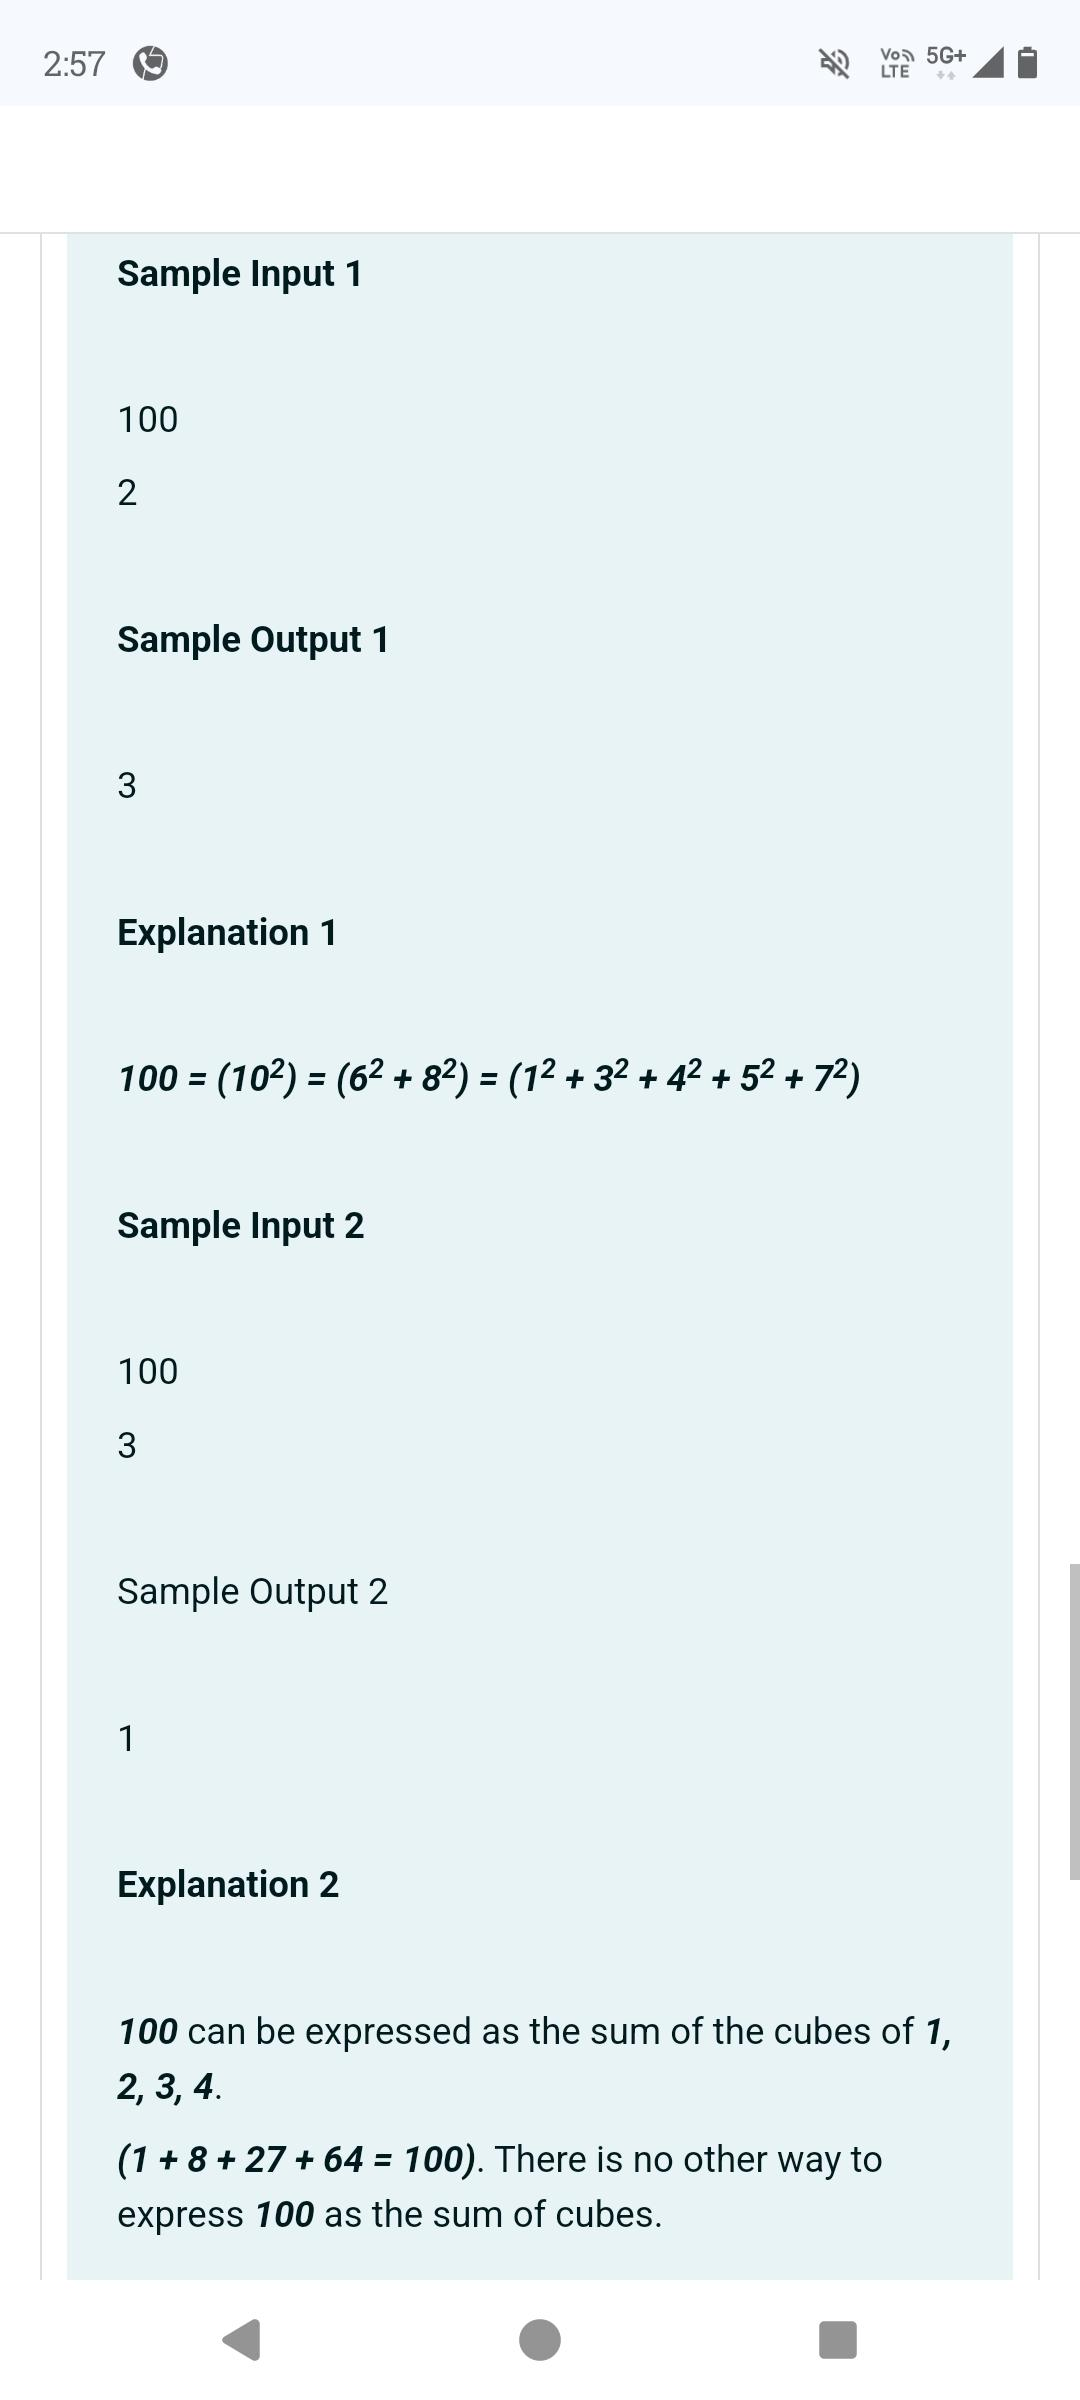 2:57
Vo LTE 5G+
Sample Input 1
100
2
Sample Output 1
3
Explanation 1
100 = (10²) = (6² + 8²) = (1² + 3² + 4² + 5² + 7²)
Sample Input 2
100
3
Sample Output 2
1
Explanation 2
100 can be expressed as the sum of the cubes of 1,
2, 3, 4.
(1 + 8 + 27 + 64 = 100). There is no other way to
express 100 as the sum of cubes.